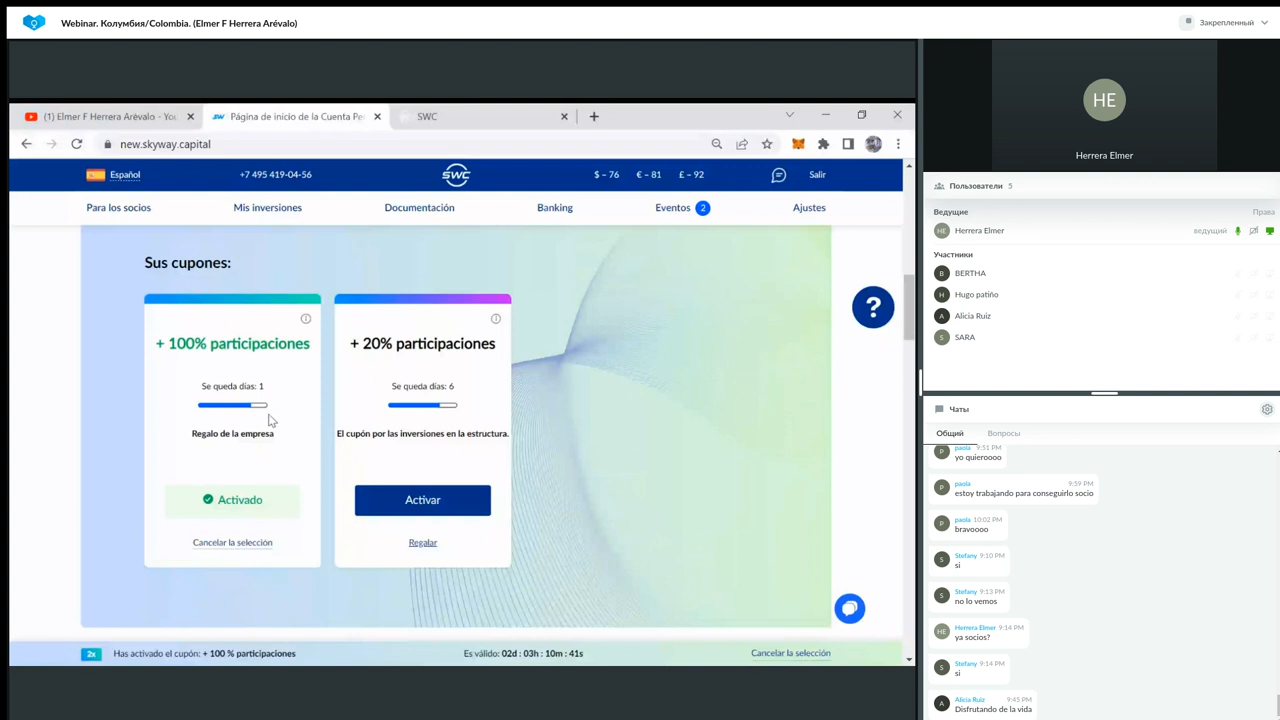 Webinar. Колумбия/Colombia. (Elmer F Herrera Arévalo)
Закрепленный
(1) Elmer F Herrera Arévalo - You
Página de inicio de la Cuenta Pe
SWC
new.skyway.capital
Español
+7 495 419-04-56
SWC
$ – 76
€ – 81
£ – 92
Salir
Para los socios
Mis inversiones
Documentación
Banking
Eventos 2
Ajustes
Sus cupones:
+ 100% participaciones
Se queda días: 1
Regalo de la empresa
Activado
Cancelar la selección
+ 20% participaciones
Se queda días: 6
El cupón por las inversiones en la estructura.
Activar
Regalar
?
2x
Has activado el cupón: + 100 % participaciones
Es válido: 02d : 03h : 10m : 41s
Cancelar la selección
HE
Herrera Elmer
Пользователи 5
Ведущие
Права
HE
Herrera Elmer
ведущий
Участники
B
BERTHA
H
Hugo patiño
A
Alicia Ruiz
S
SARA
Чаты
Общий
Вопросы
P
paola 9:51 PM
yo quieroooo
P
paola 9:59 PM
estoy trabajando para conseguirlo socio
P
paola 10:02 PM
bravoooo
S
Stefany 9:10 PM
si
S
Stefany 9:13 PM
no lo vemos
HE
Herrera Elmer 9:14 PM
ya socios?
S
Stefany 9:14 PM
si
A
Alicia Ruiz 9:45 PM
Disfrutando de la vida